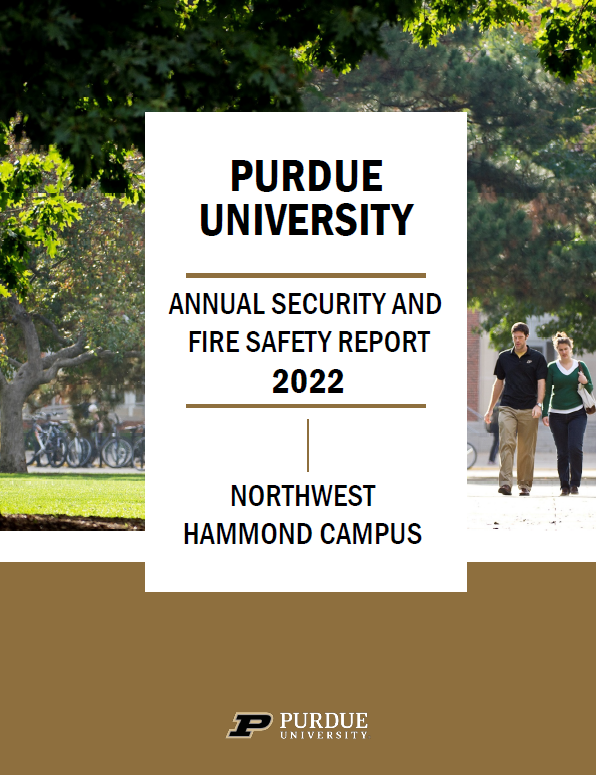 PURDUE
UNIVERSITY
ANNUAL SECURITY AND
FIRE SAFETY REPORT
2022
NORTHWEST
HAMMOND CAMPUS
P PURDUE
UNIVERSITY